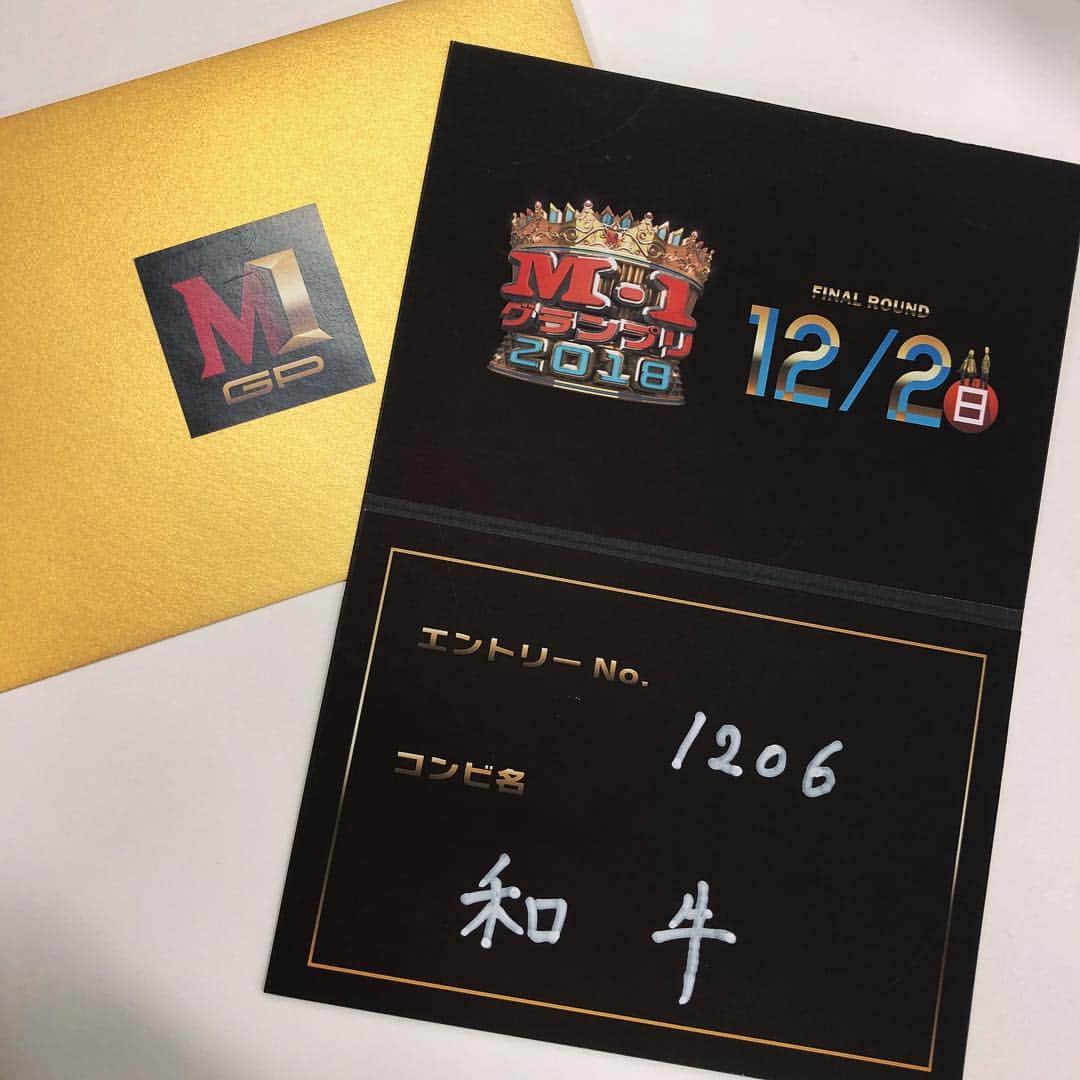 M1
GP
M-1
グランプリ
2018
FINAL ROUND
12/2日
エントリー No.
1206
コンビ名
和牛